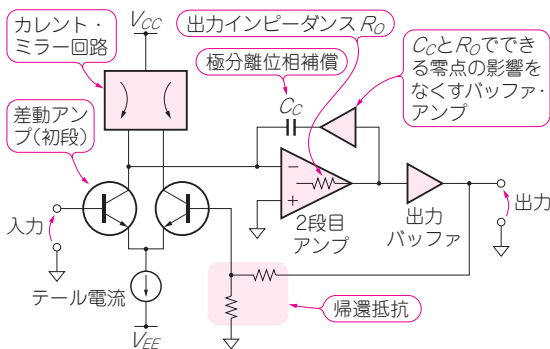 カレント・
ミラー回路
VCC
出力インピーダンスRO
極分離位相補償
CCとROでできる零点の影響を
なくすバッファ・
アンプ
CC
差動アンプ(初段)
入力
−
+
2段目
アンプ
出力
バッファ
出力
テール電流
帰還抵抗
VEE